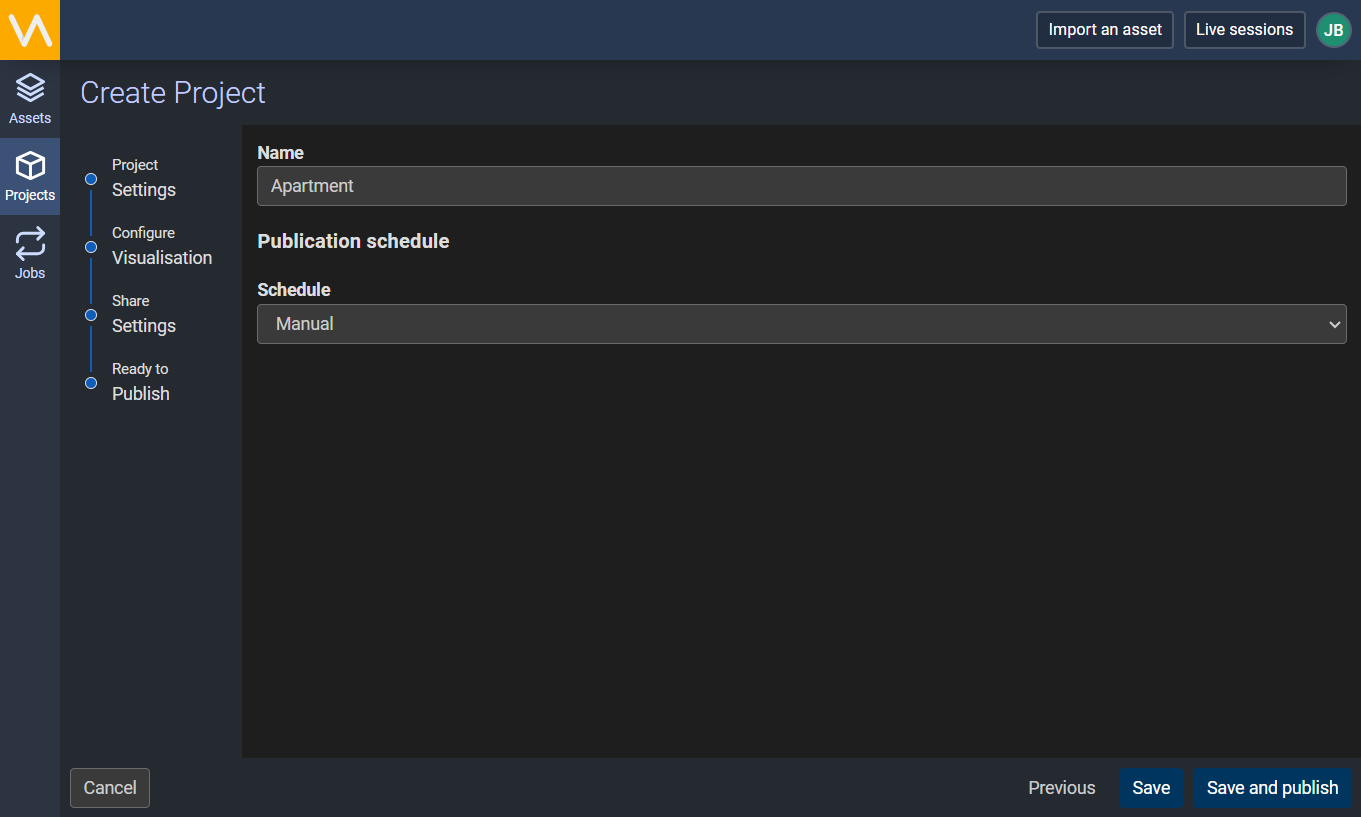 Import an asset
Live sessions
JB
Assets
Projects
Jobs
Create Project
Project
Settings
Configure
Visualisation
Share
Settings
Ready to
Publish
Name
Apartment
Publication schedule
Schedule
Manual
Cancel
Previous
Save
Save and publish